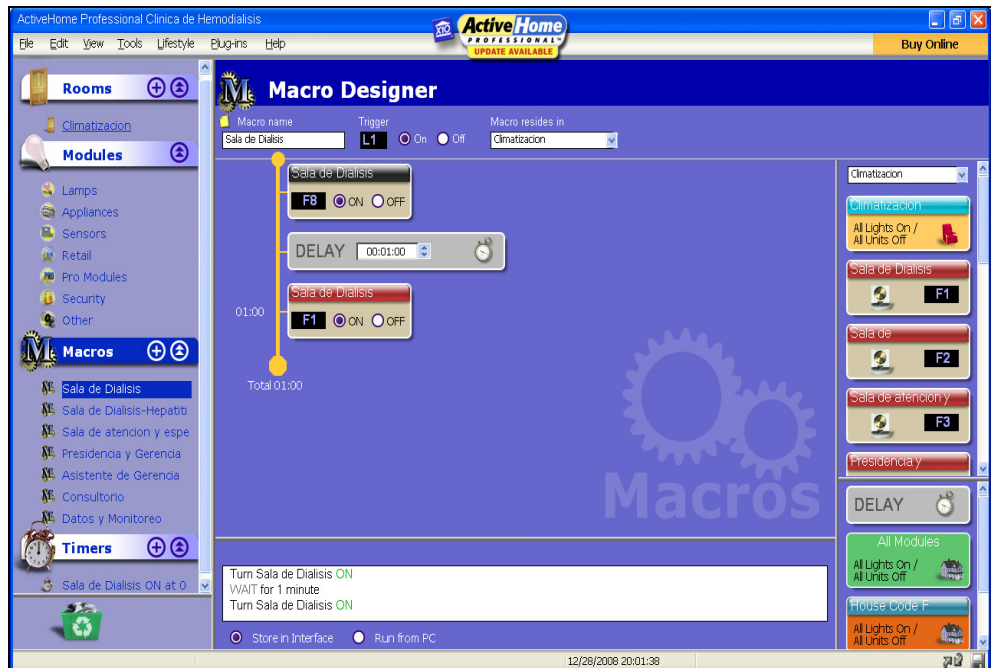 ActiveHome Professional Clinica de Hemodialisis
X10
ActiveHome
PROFESSIONAL
UPDATE AVAILABLE
File Edit View Tools Lifestyle Plug-ins Help
Buy Online
Rooms
Climatizacion
Modules
Lamps
Appliances
Sensors
Retail
PRO Pro Modules
Security
Other
M Macros
Sala de Dialisis
Sala de Dialisis-Hepatiti
Sala de atencion y espe
Presidencia y Gerencia
Asistente de Gerencia
Consultorio
Datos y Monitoreo
Timers
Sala de Dialisis ON at 0
M Macro Designer
Macro name Trigger Macro resides in
Sala de Dialisis L1 On Off Climatizacion
Sala de Dialisis
F8 ON OFF
DELAY 00:01:00
Sala de Dialisis
01:00 F1 ON OFF
Total 01:00
Macros
Turn Sala de Dialisis ON
WAIT for 1 minute
Turn Sala de Dialisis ON
Store in Interface Run from PC
Climatizacion
Climatizacion
All Lights On /
All Units Off
Sala de Dialisis
F1
Sala de
F2
Sala de atencion y
F3
Presidencia y
DELAY
All Modules
All Lights On /
All Units Off
House Code F
All Lights On /
All Units Off
12/28/2008 20:01:38